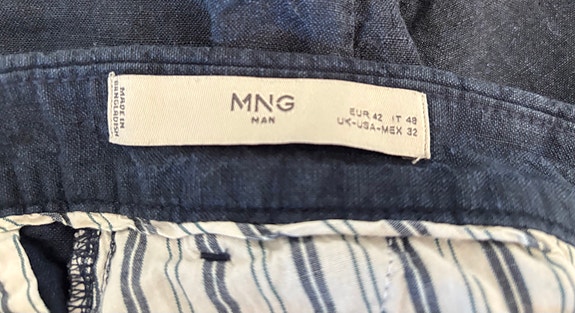 MADE IN
BANGLADESH
MNG
MAN
EUR 42 IT 48
UK-USA-MEX 32